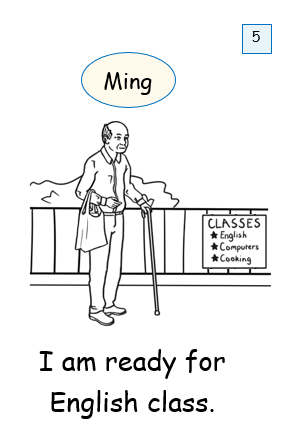 5
Ming
CLASSES
★ English
★ Computers
★ Cooking
I am ready for
English class.